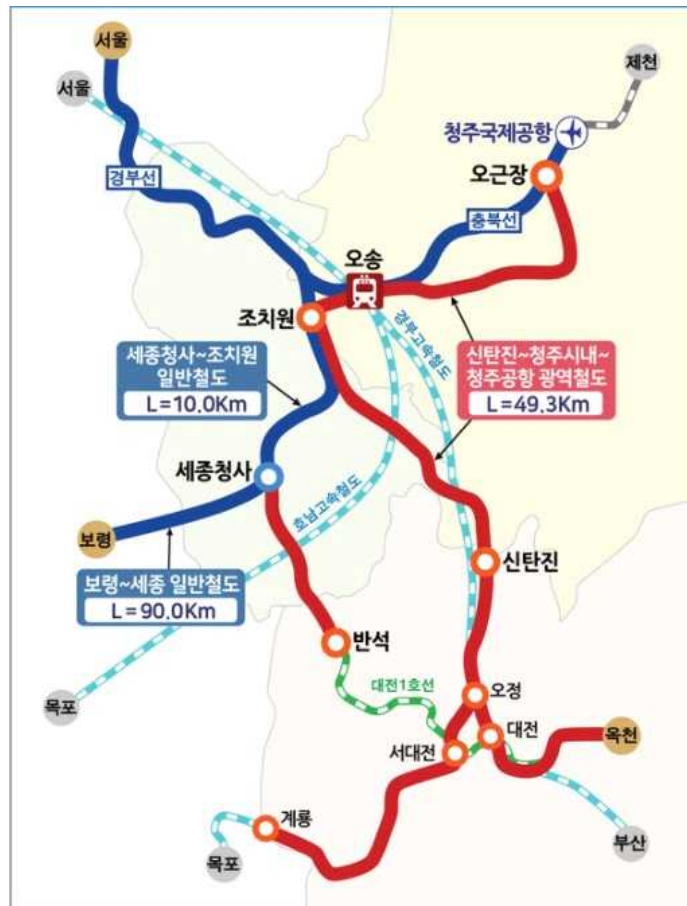 서울
서울
제천
청주국제공항
경부선
오근장
충북선
오송
조치원
경부고속철도
세종청사~조치원
일반철도
L=10.0Km
신탄진~청주시내~
청주공항 광역철도
L=49.3Km
세종청사
호남고속철도
보령
신탄진
보령~세종 일반철도
L=90.0Km
반석
대전1호선
오정
목포
대전
옥천
서대전
계룡
부산
목포